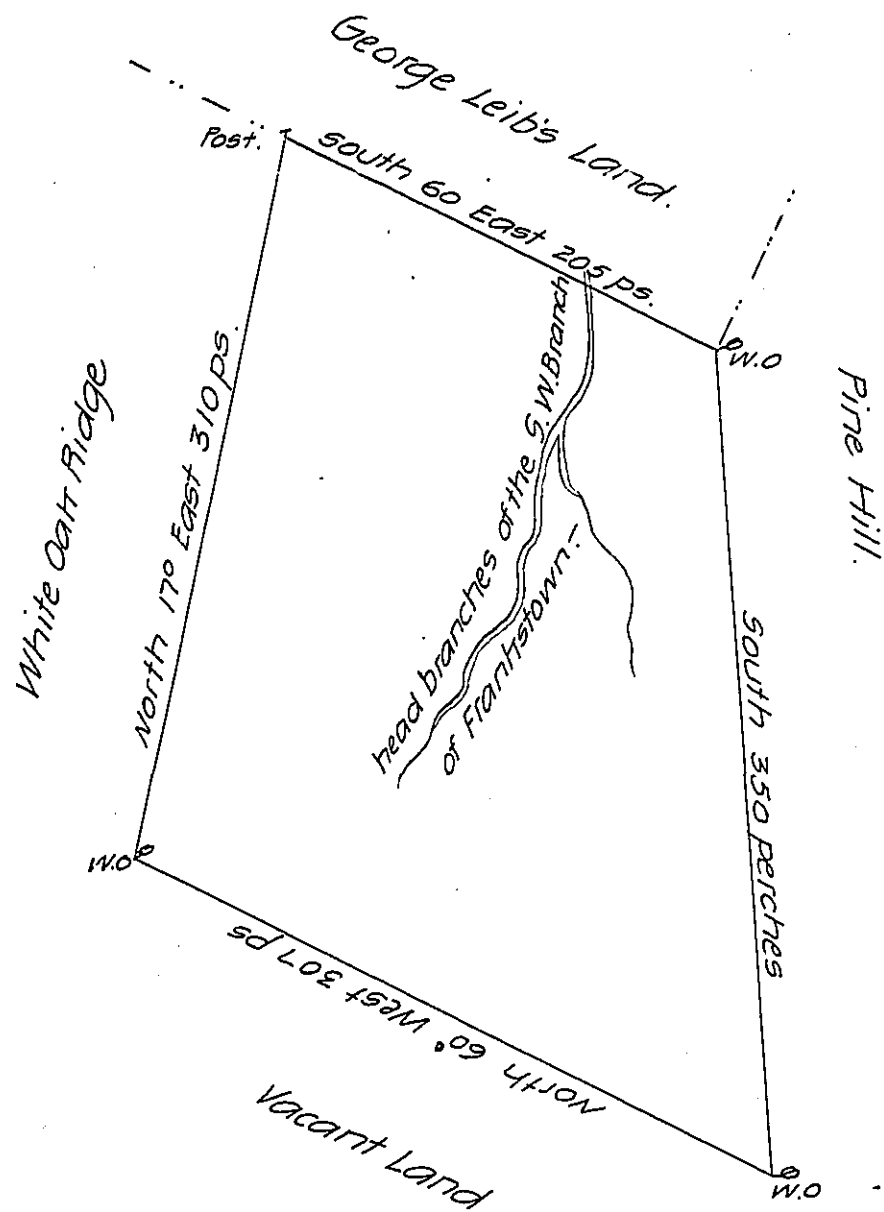 George Leib's Land.
Post.
South 60 East 205 ps.
W.O
Pine Hill.
White Oak Ridge
North 17° East 310 ps.
head branches of the S.W.Branch
of Frankstown.-
South 350 perches
W.O
North 60° West 307 ps
Vacant Land
W.O